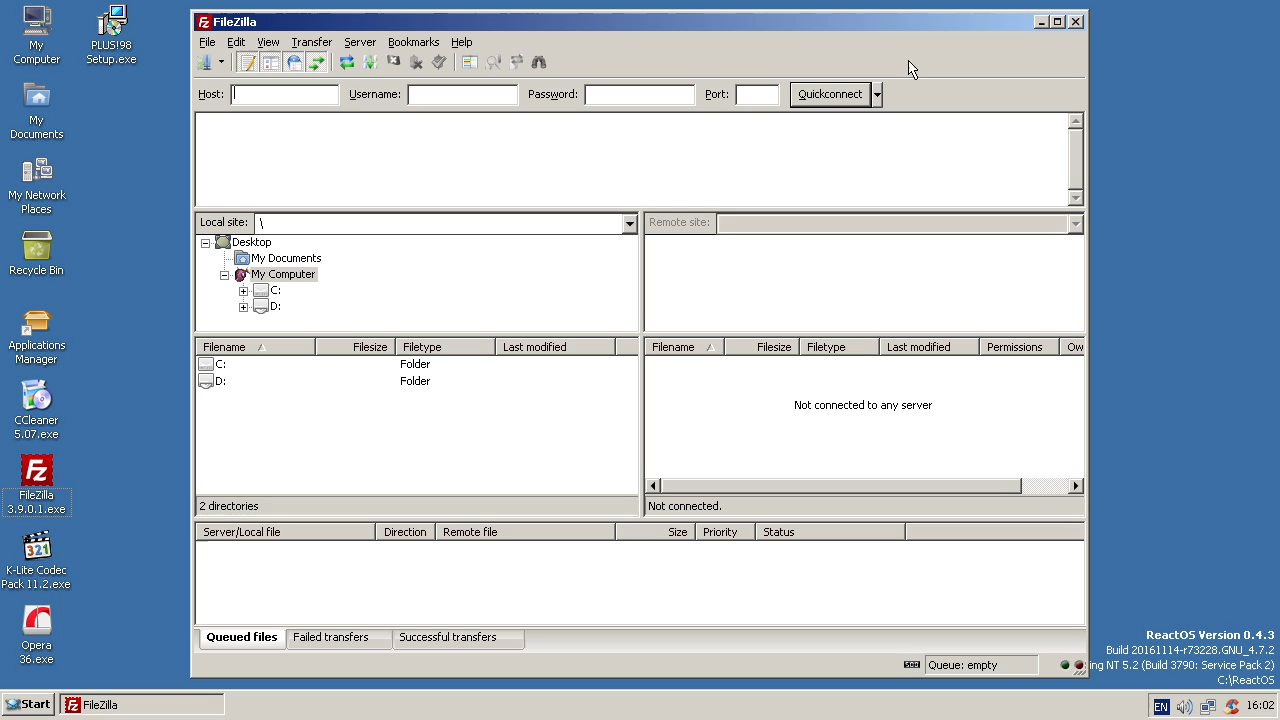 My
Computer
PLUS!98
Setup.exe
My
Documents
My Network
Places
Recycle Bin
Applications
Manager
CCleaner
5.07.exe
FileZilla
3.9.0.1.exe
K-Lite Codec
Pack 11.2.exe
Opera
36.exe
FileZilla
File Edit View Transfer Server Bookmarks Help
Host: Username: Password: Port: Quickconnect
Local site: \
Remote site:
Desktop
My Documents
My Computer
C:
D:
Filename Filesize Filetype Last modified
C: Folder
D: Folder
2 directories
Filename Filesize Filetype Last modified Permissions Ow
Not connected to any server
Not connected.
Server/Local file Direction Remote file Size Priority Status
Queued files Failed transfers Successful transfers
Queue: empty
ReactOS Version 0.4.3
Build 20161114-r73228.GNU_4.7.2
ing NT 5.2 (Build 3790: Service Pack 2)
C:\ReactOS
Start FileZilla EN 16:02